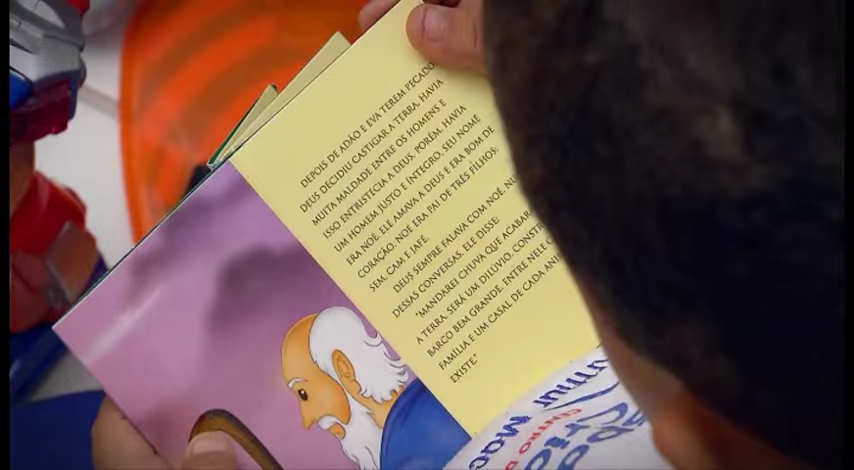 DEPOIS DE ADÃO E EVA TEREM PECADO,
DEUS DECIDIU CASTIGAR A TERRA. HAVIA
MUITA MALDADE ENTRE OS HOMENS E
ISSO ENTRISTECIA A DEUS. PORÉM, HAVIA
UM HOMEM JUSTO E ÍNTEGRO, SEU NOME
ERA NOÉ. ELE AMAVA A DEUS E ERA BOM DE
CORAÇÃO. NOÉ ERA PAI DE TRÊS FILHOS:
SEM, CAM E JAFÉ.
DEUS SEMPRE FALAVA COM NOÉ.
DESSAS CONVERSAS, ELE DISSE:
"MANDAREI CHUVA QUE ACABAR
A TERRA. SERÁ UM DILÚVIO. CONSTR
BARCO BEM GRANDE. ENTRE NELE
FAMÍLIA E UM CASAL DE CADA ANI
EXISTE."
CENTRO